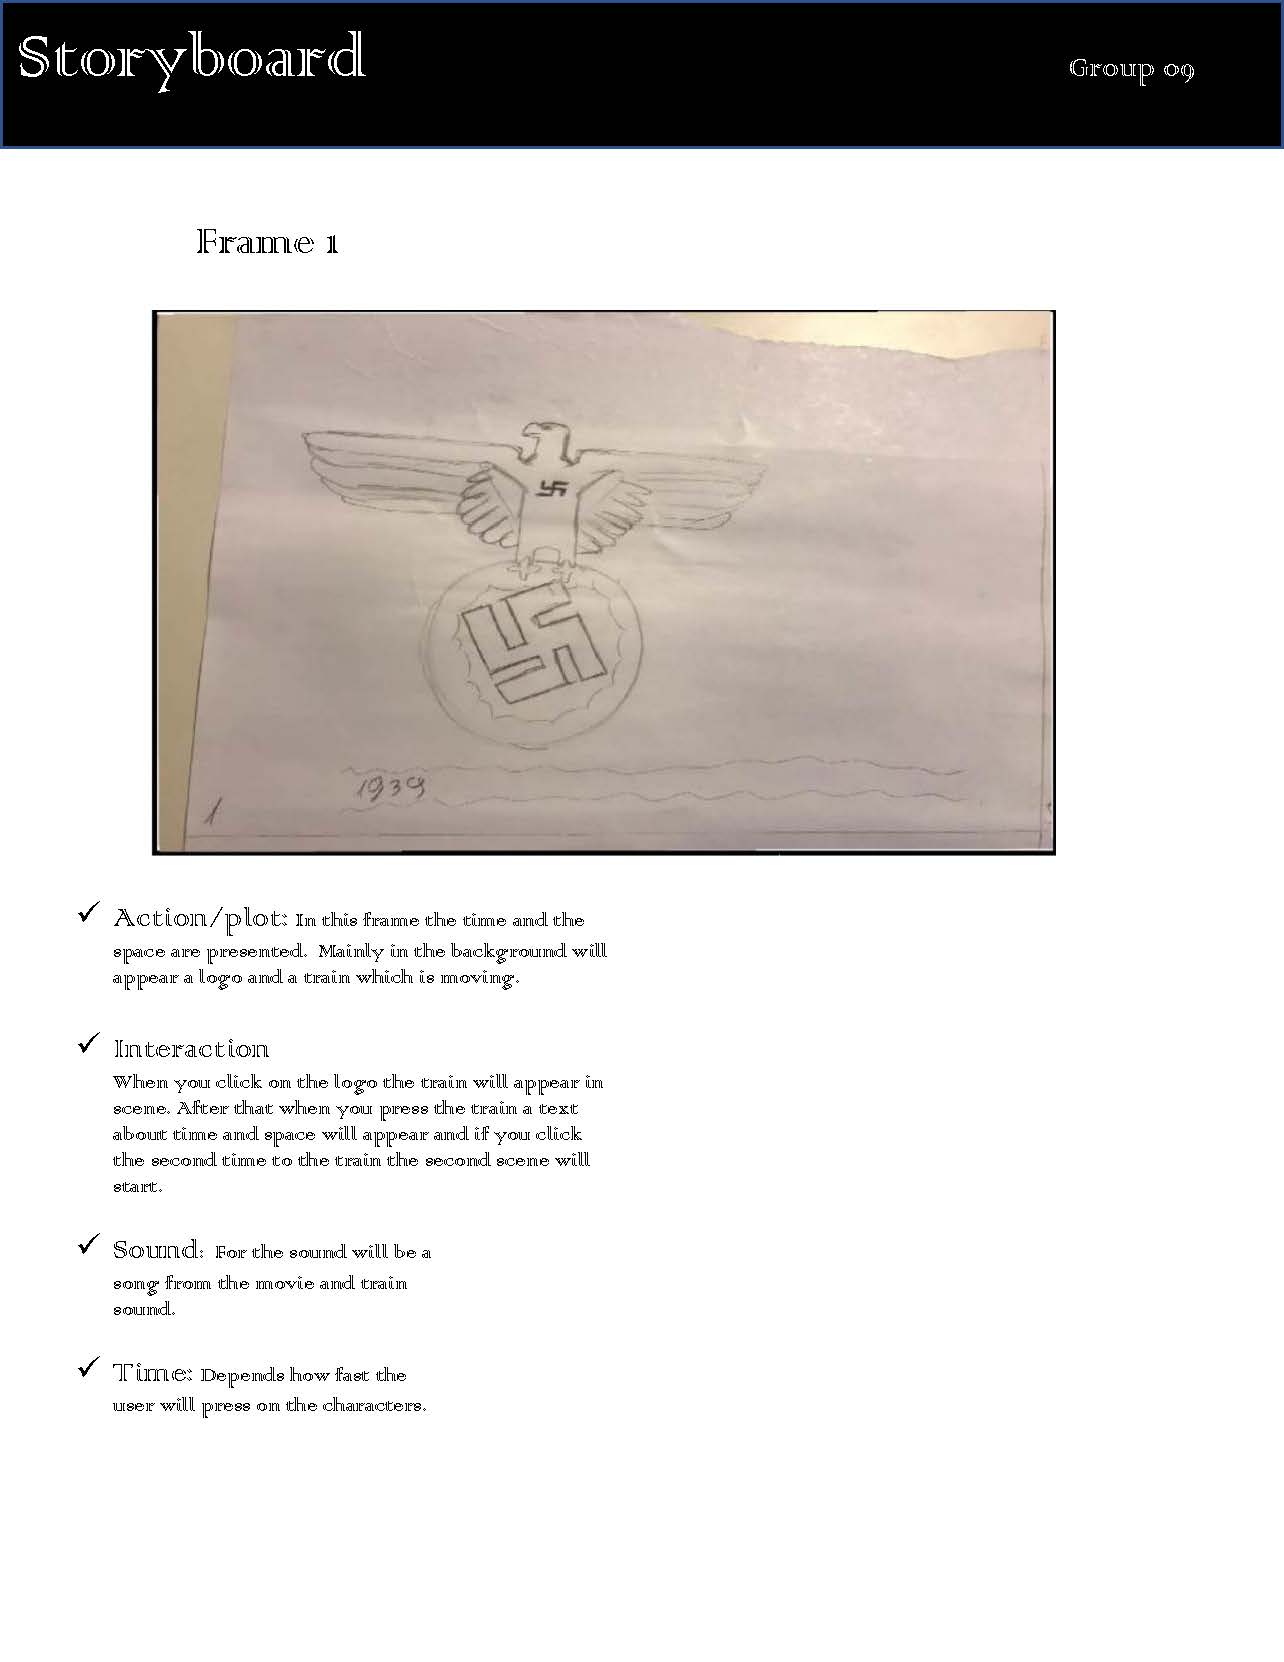 Storyboard
Group 09
Frame 1
1939
1
✓ Action/plot: In this frame the time and the
space are presented. Mainly in the background will
appear a logo and a train which is moving.
✓ Interaction
When you click on the logo the train will appear in
scene. After that when you press the train a text
about time and space will appear and if you click
the second time to the train the second scene will
start.
✓ Sound: For the sound will be a
song from the movie and train
sound.
✓ Time: Depends how fast the
user will press on the characters.